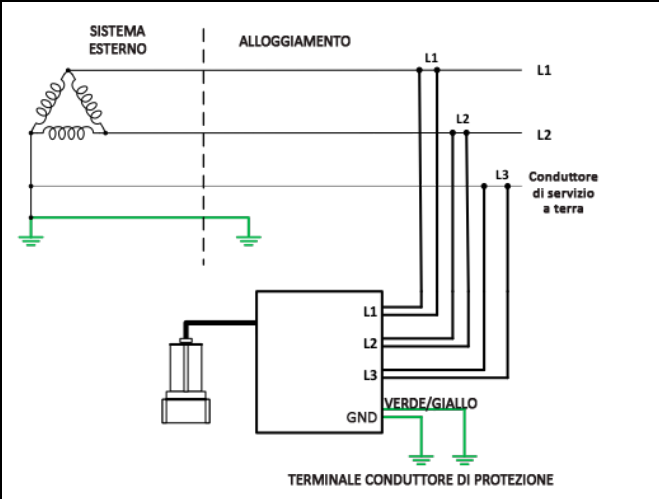 SISTEMA
ESTERNO
ALLOGGIAMENTO
L1
L1
L2
L2
L3
Conduttore
di servizio
a terra
L1
L2
L3
VERDE/GIALLO
GND
TERMINALE CONDUTTORE DI PROTEZIONE